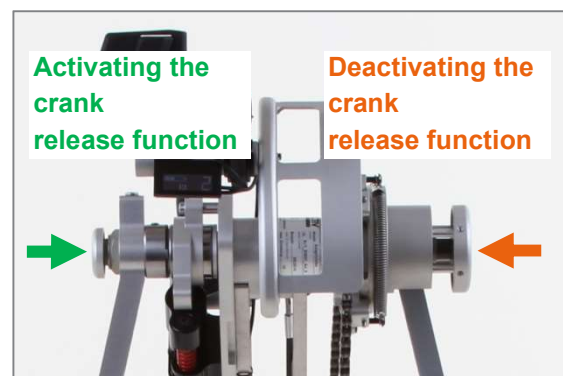 Activating the
crank
release function
Deactivating the
crank
release function